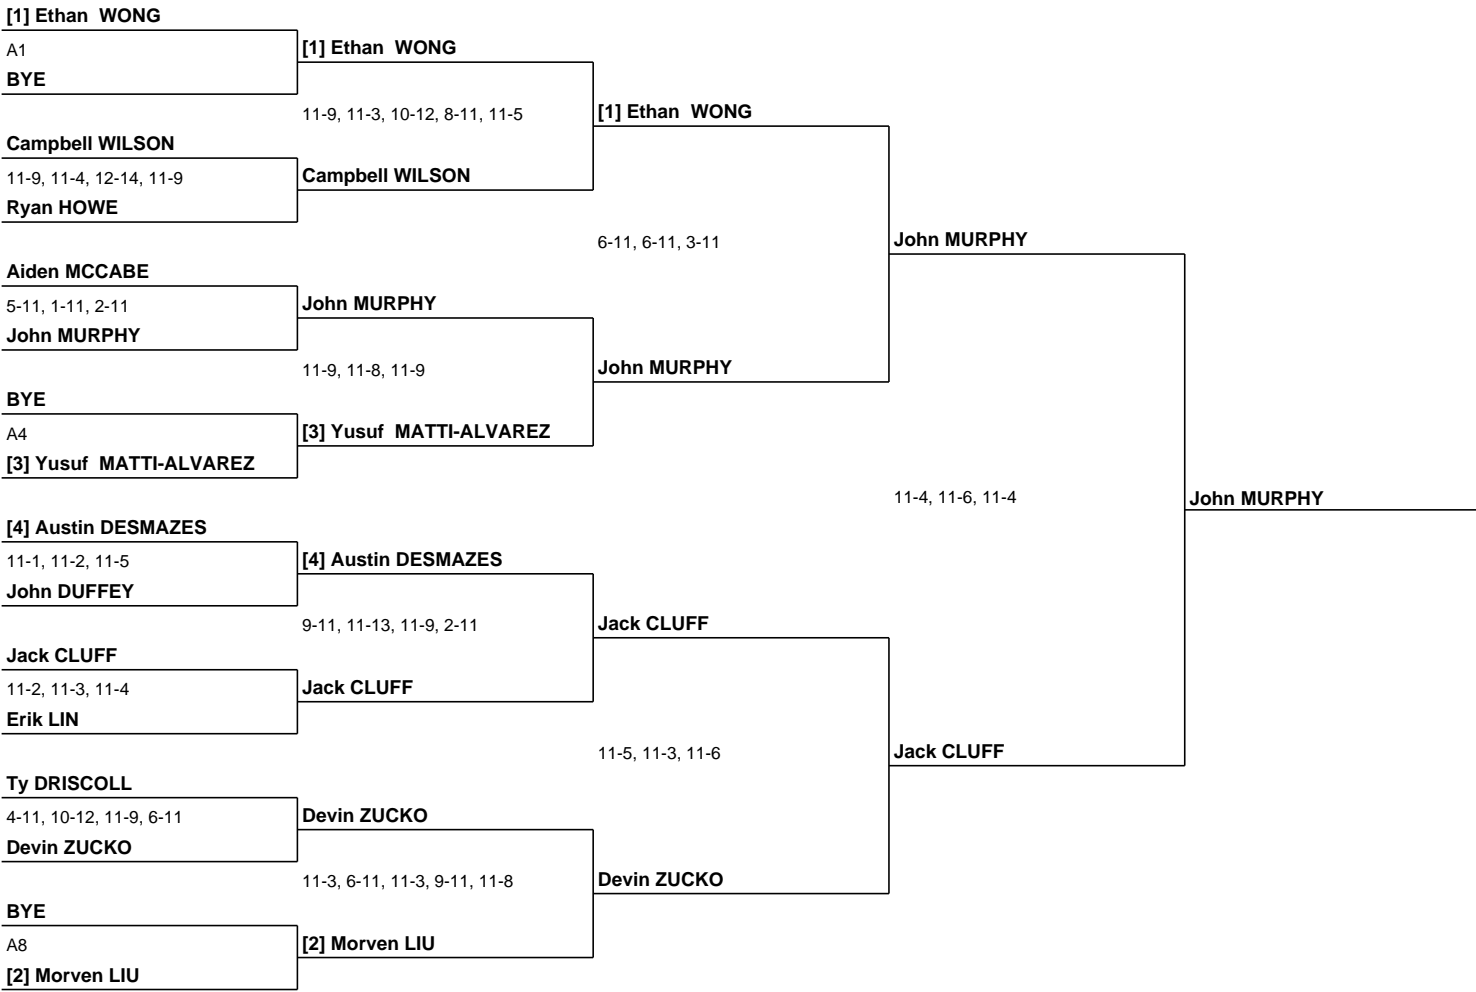 [1] Ethan  WONG
A1
BYE
Campbell WILSON
11-9, 11-4, 12-14, 11-9
Ryan HOWE
Aiden MCCABE
5-11, 1-11, 2-11
John MURPHY
BYE
A4
[3] Yusuf  MATTI-ALVAREZ
[4] Austin DESMAZES
11-1, 11-2, 11-5
John DUFFEY
Jack CLUFF
11-2, 11-3, 11-4
Erik LIN
Ty DRISCOLL
4-11, 10-12, 11-9, 6-11
Devin ZUCKO
BYE
A8
[2] Morven LIU
[1] Ethan  WONG
11-9, 11-3, 10-12, 8-11, 11-5
Campbell WILSON
John MURPHY
11-9, 11-8, 11-9
[3] Yusuf  MATTI-ALVAREZ
[4] Austin DESMAZES
9-11, 11-13, 11-9, 2-11
Jack CLUFF
Devin ZUCKO
11-3, 6-11, 11-3, 9-11, 11-8
[2] Morven LIU
[1] Ethan  WONG
6-11, 6-11, 3-11
John MURPHY
Jack CLUFF
11-5, 11-3, 11-6
Devin ZUCKO
John MURPHY
11-4, 11-6, 11-4
Jack CLUFF
John MURPHY